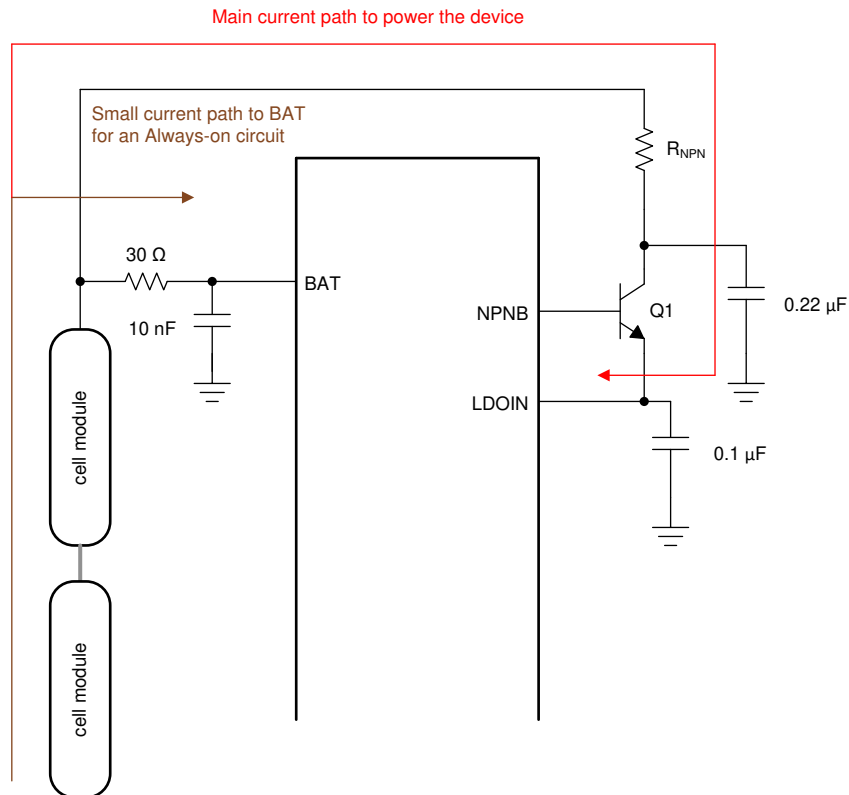 Main current path to power the device
Small current path to BAT
for an Always-on circuit
RNPN
30 Ω
BAT
10 nF
NPNB
Q1
0.22 µF
LDOIN
0.1 µF
cell module
cell module